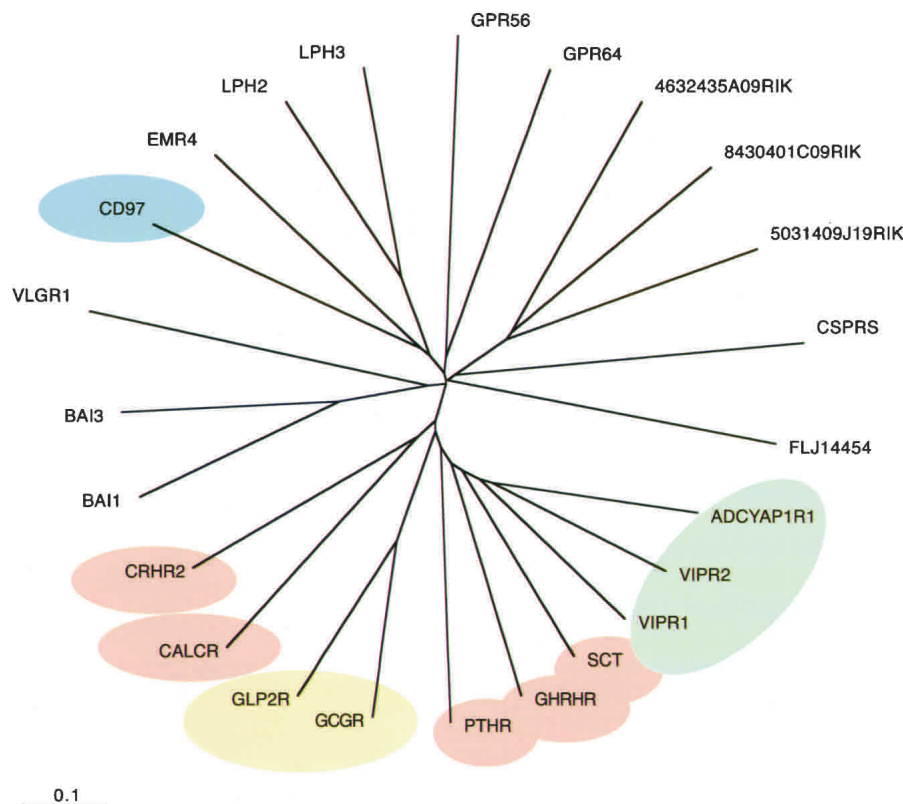 GPR56
LPH3
GPR64
LPH2
4632435A09RIK
EMR4
8430401C09RIK
CD97
5031409J19RIK
VLGR1
CSPRS
BAI3
FLJ14454
BAI1
ADCYAP1R1
CRHR2
VIPR2
VIPR1
CALCR
SCT
GLP2R
GHRHR
GCGR
PTHR
0.1